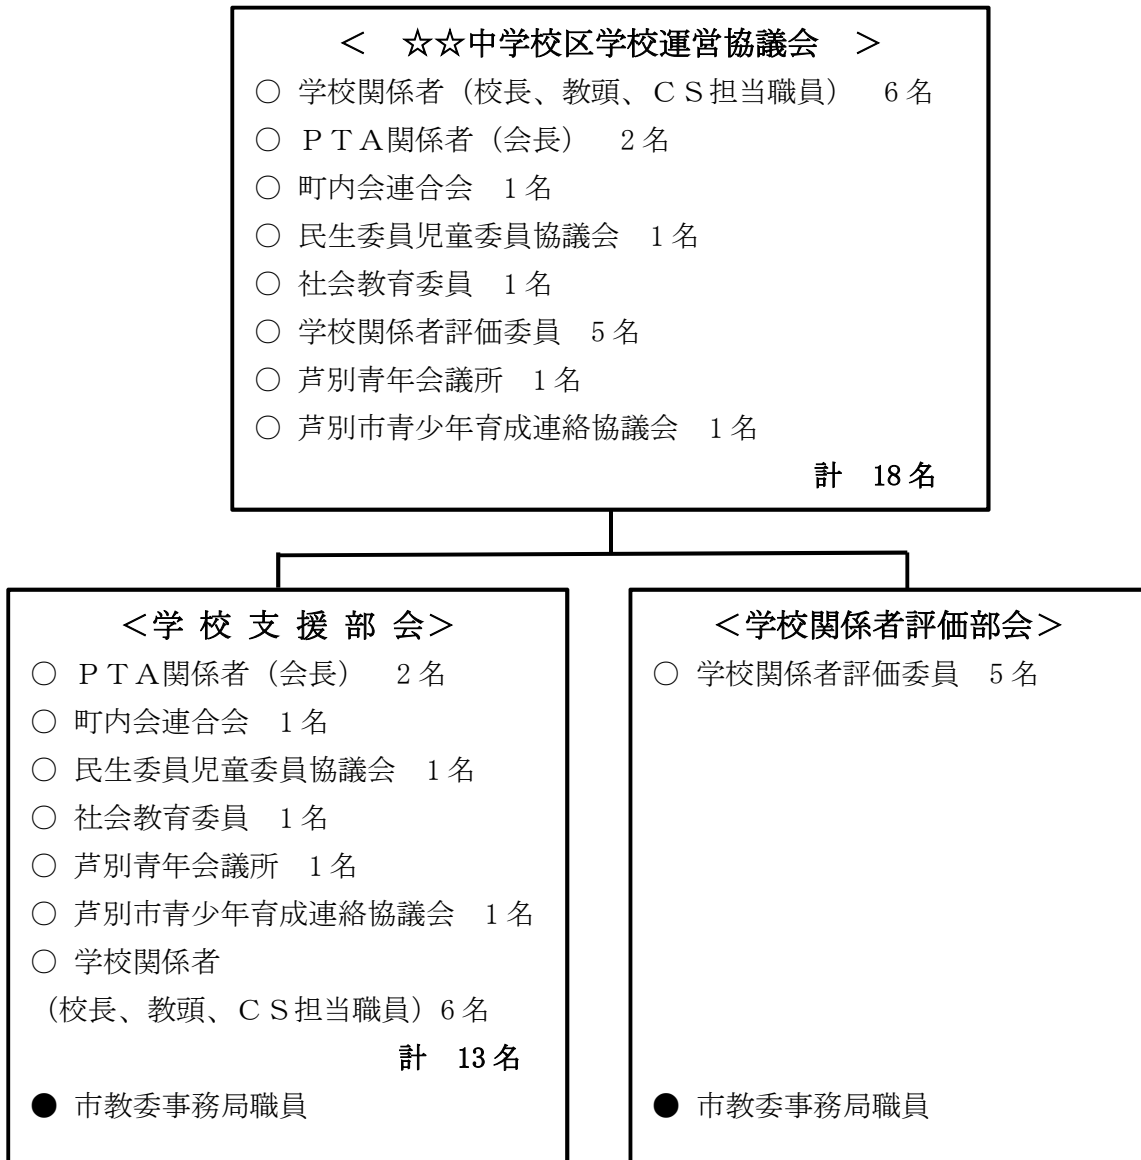 ＜　☆☆中学校区学校運営協議会　＞
○ 学校関係者（校長、教頭、ＣＳ担当職員）　6名
○ ＰＴＡ関係者（会長）　2名
○ 町内会連合会　1名
○ 民生委員児童委員協議会　1名
○ 社会教育委員　1名
○ 学校関係者評価委員　5名
○ 芦別青年会議所　1名
○ 芦別市青少年育成連絡協議会　1名
計　18名
＜学 校 支 援 部 会＞
○ ＰＴＡ関係者（会長）　2名
○ 町内会連合会　1名
○ 民生委員児童委員協議会　1名
○ 社会教育委員　1名
○ 芦別青年会議所　1名
○ 芦別市青少年育成連絡協議会　1名
○ 学校関係者
（校長、教頭、ＣＳ担当職員）6名
計　13名
● 市教委事務局職員
＜学校関係者評価部会＞
○ 学校関係者評価委員　5名
● 市教委事務局職員